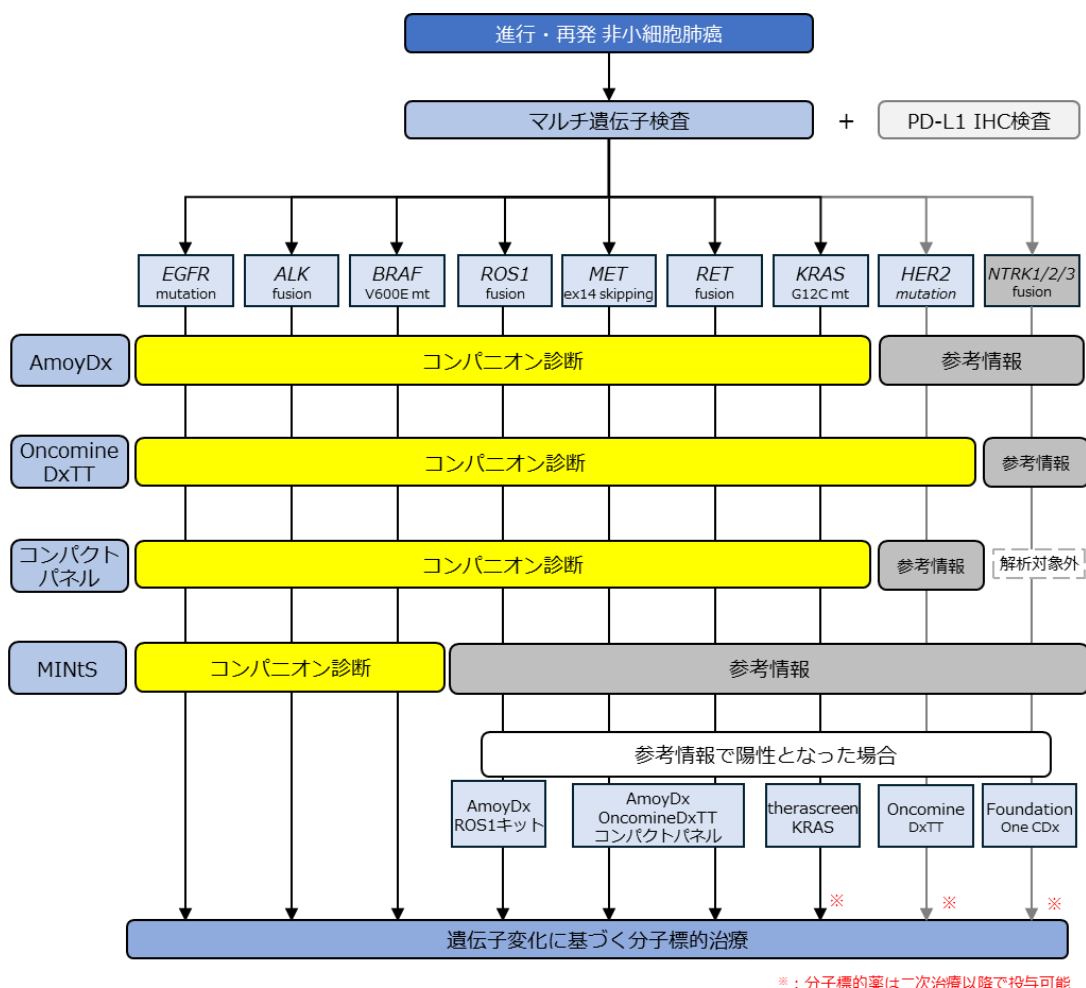 進行・再発 非小細胞肺癌
マルチ遺伝子検査
+
PD-L1 IHC検査
EGFR
mutation
ALK
fusion
BRAF
V600E mt
ROS1
fusion
MET
ex14 skipping
RET
fusion
KRAS
G12C mt
HER2
mutation
NTRK1/2/3
fusion
AmoyDx
コンパニオン診断
参考情報
Oncomine
DxTT
コンパニオン診断
参考情報
コンパクト
パネル
コンパニオン診断
参考情報
解析対象外
MINtS
コンパニオン診断
参考情報
参考情報で陽性となった場合
AmoyDx
ROS1キット
AmoyDx
OncomineDxTT
コンパクトパネル
therascreen
KRAS
Oncomine
DxTT
Foundation
One CDx
※
※
※
遺伝子変化に基づく分子標的治療
※：分子標的薬は二次治療以降で投与可能